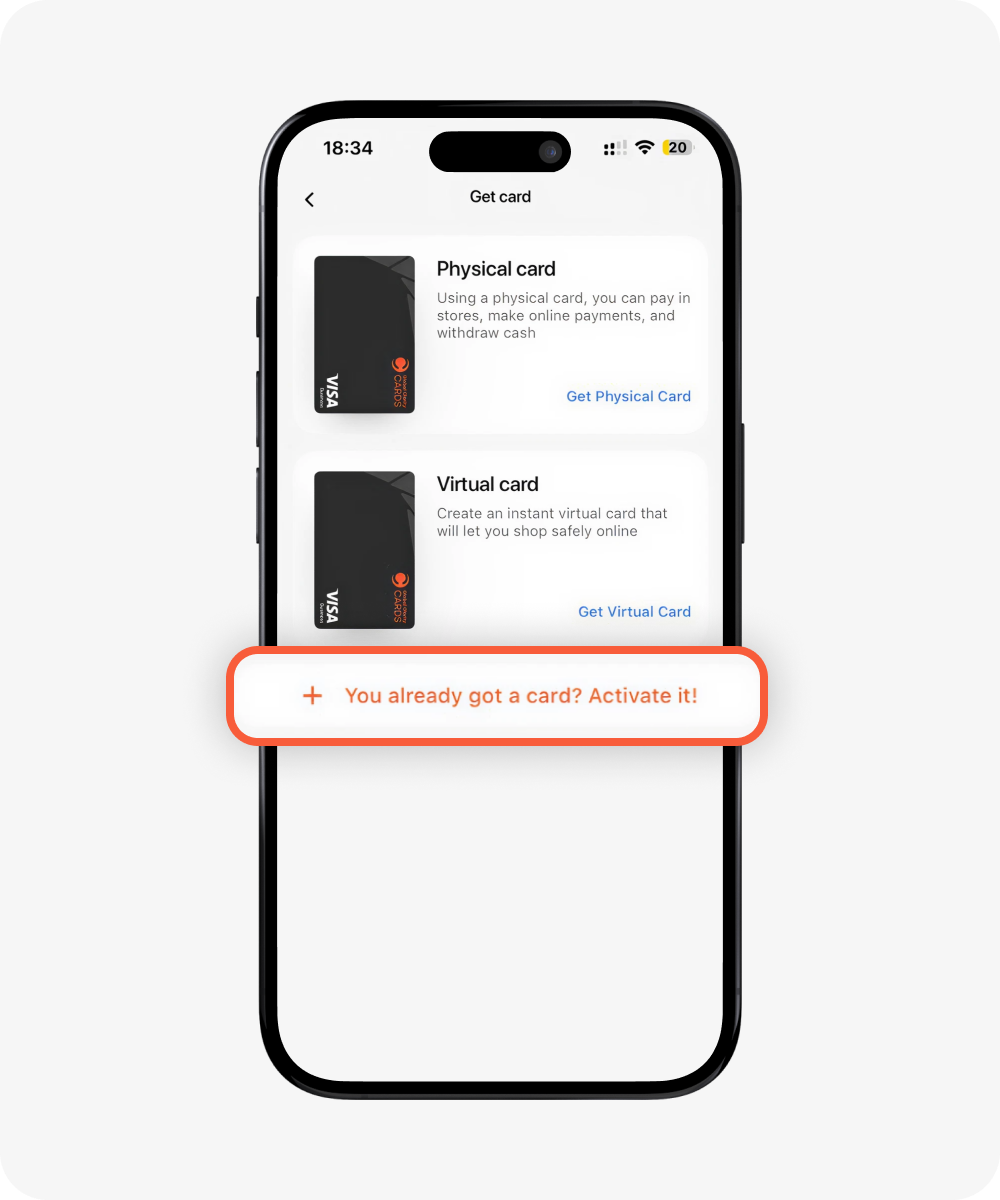 18:34
20
Get card
Physical card
Using a physical card, you can pay in
stores, make online payments, and
withdraw cash
VISA
CARDS
Get Physical Card
Virtual card
Create an instant virtual card that
will let you shop safely online
VISA
CARDS
Get Virtual Card
+ You already got a card? Activate it!